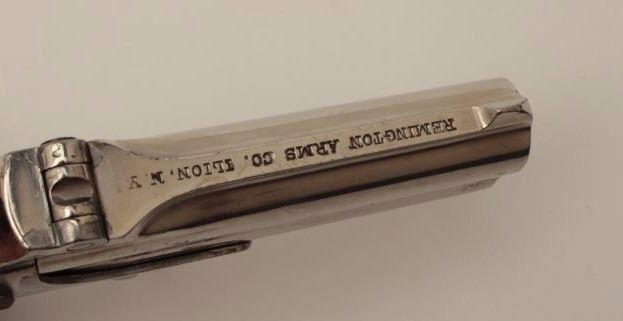 REMINGTON ARMS CO. ILION. N.Y